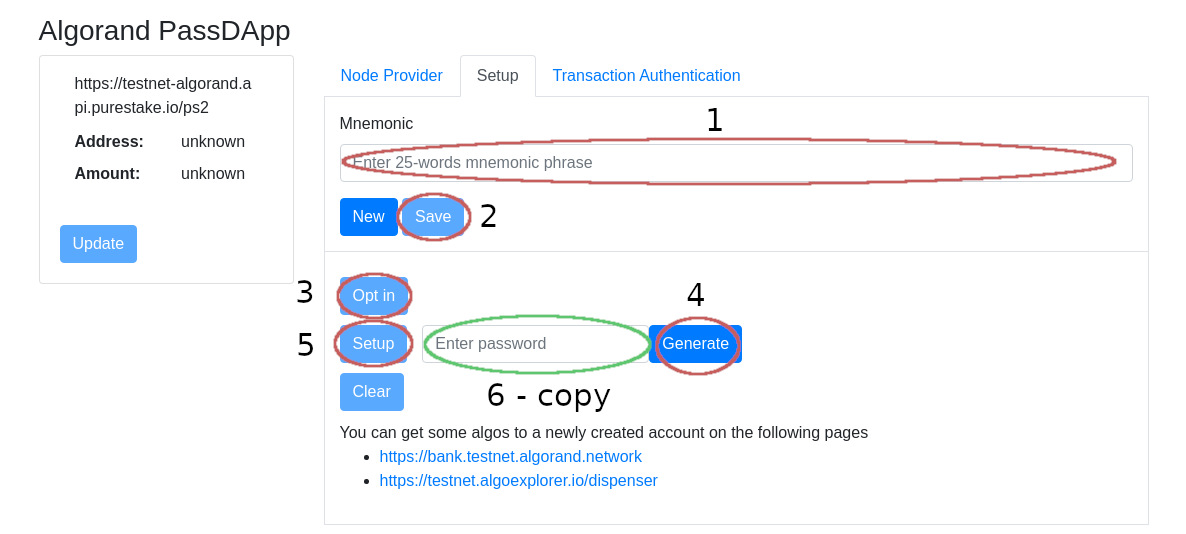 Algorand PassDApp
https://testnet-algorand.a
pi.purestake.io/ps2
Address: unknown
Amount: unknown
Update
Node Provider Setup Transaction Authentication
Mnemonic 1
Enter 25-words mnemonic phrase
New Save 2
3 Opt in 4
5 Setup Enter password Generate
Clear 6 - copy
You can get some algos to a newly created account on the following pages
https://bank.testnet.algorand.network
https://testnet.algoexplorer.io/dispenser